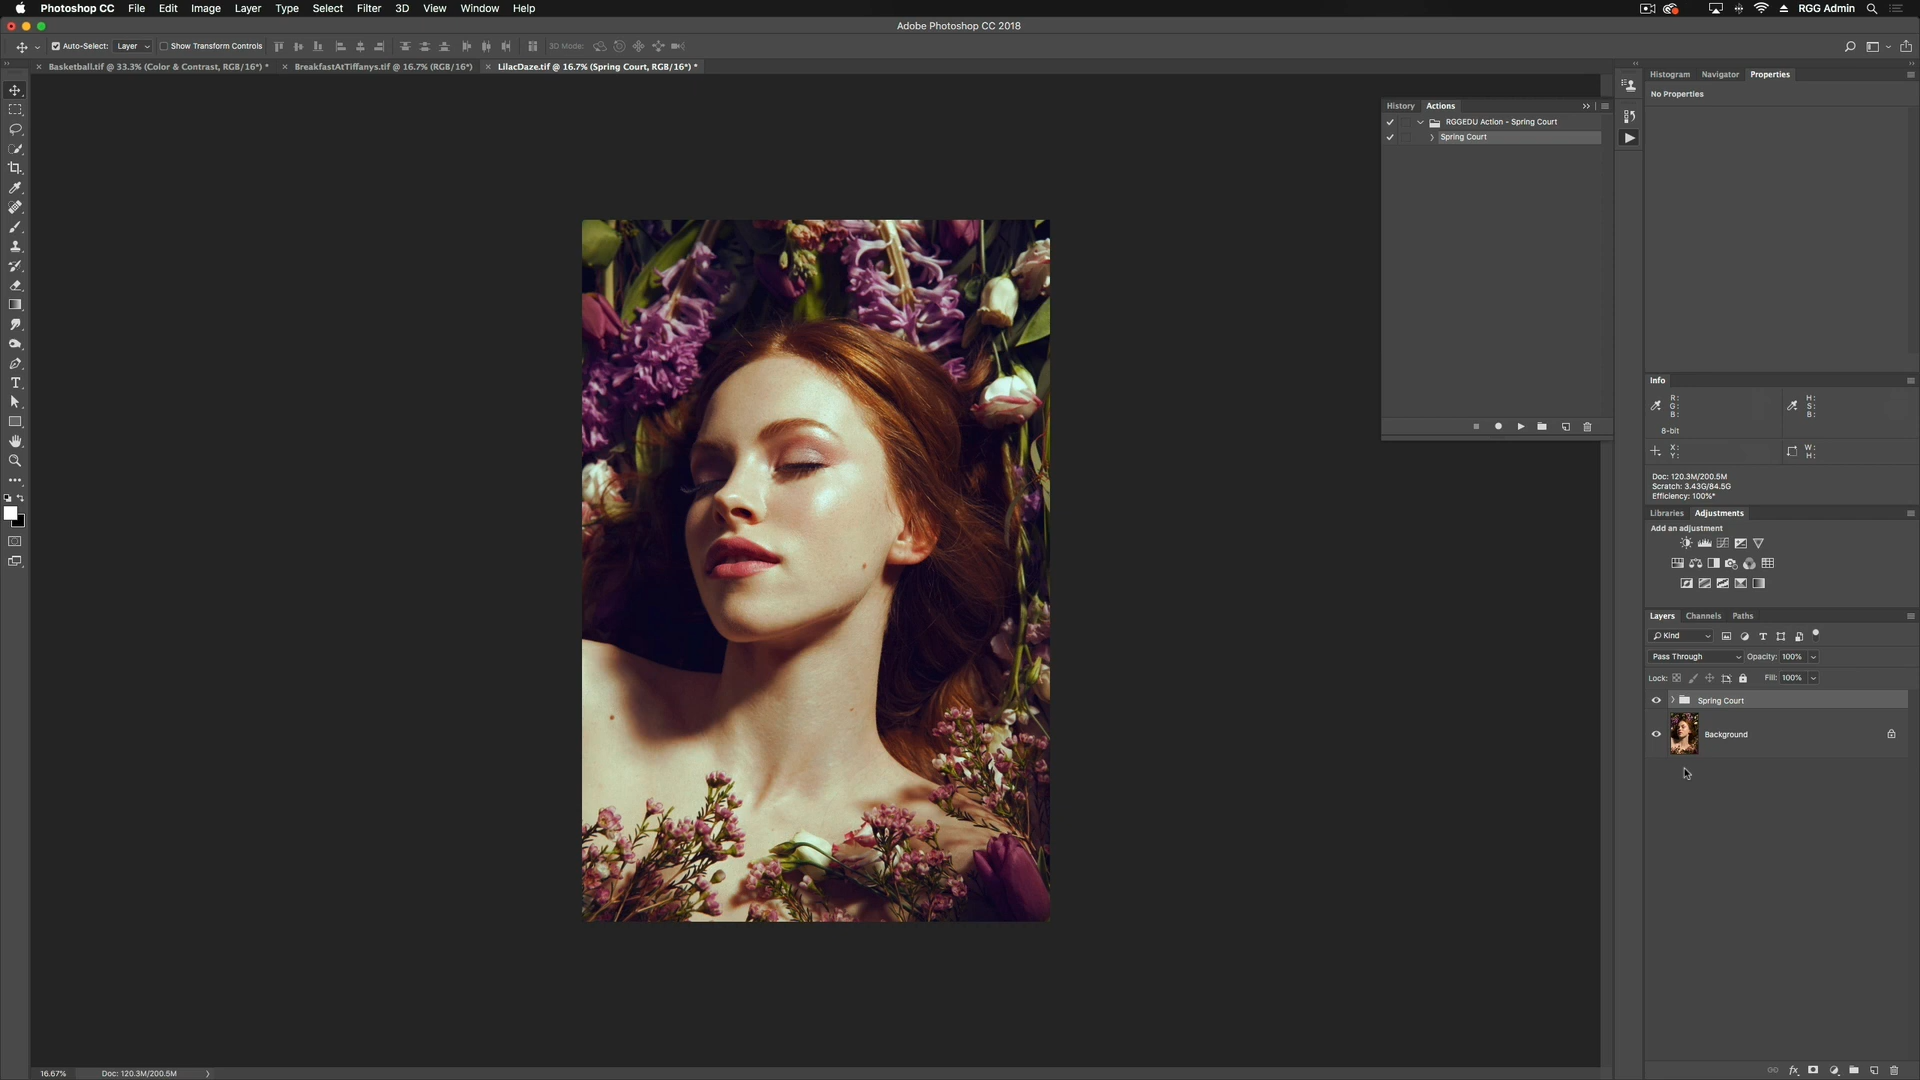 Photoshop CC File Edit Image Layer Type Select Filter 3D View Window Help RGG Admin
Adobe Photoshop CC 2018
Auto-Select: Layer Show Transform Controls 3D Mode:
Basketball.tif @ 33.3% (Color & Contrast, RGB/16*) * BreakfastAtTiffanys.tif @ 16.7% (RGB/16*) LilacDaze.tif @ 16.7% (Spring Court, RGB/16*) *
Histogram Navigator Properties
No Properties
History Actions
RGGEDU Action - Spring Court
Spring Court
Info
R: H:
G: S:
B: B:
8-bit
X: W:
Y: H:
Doc: 120.3M/200.5M
Scratch: 3.43G/84.5G
Efficiency: 100%*
Libraries Adjustments
Add an adjustment
Layers Channels Paths
Kind
Pass Through Opacity: 100%
Lock: Fill: 100%
Spring Court
Background
16.67% Doc: 120.3M/200.5M